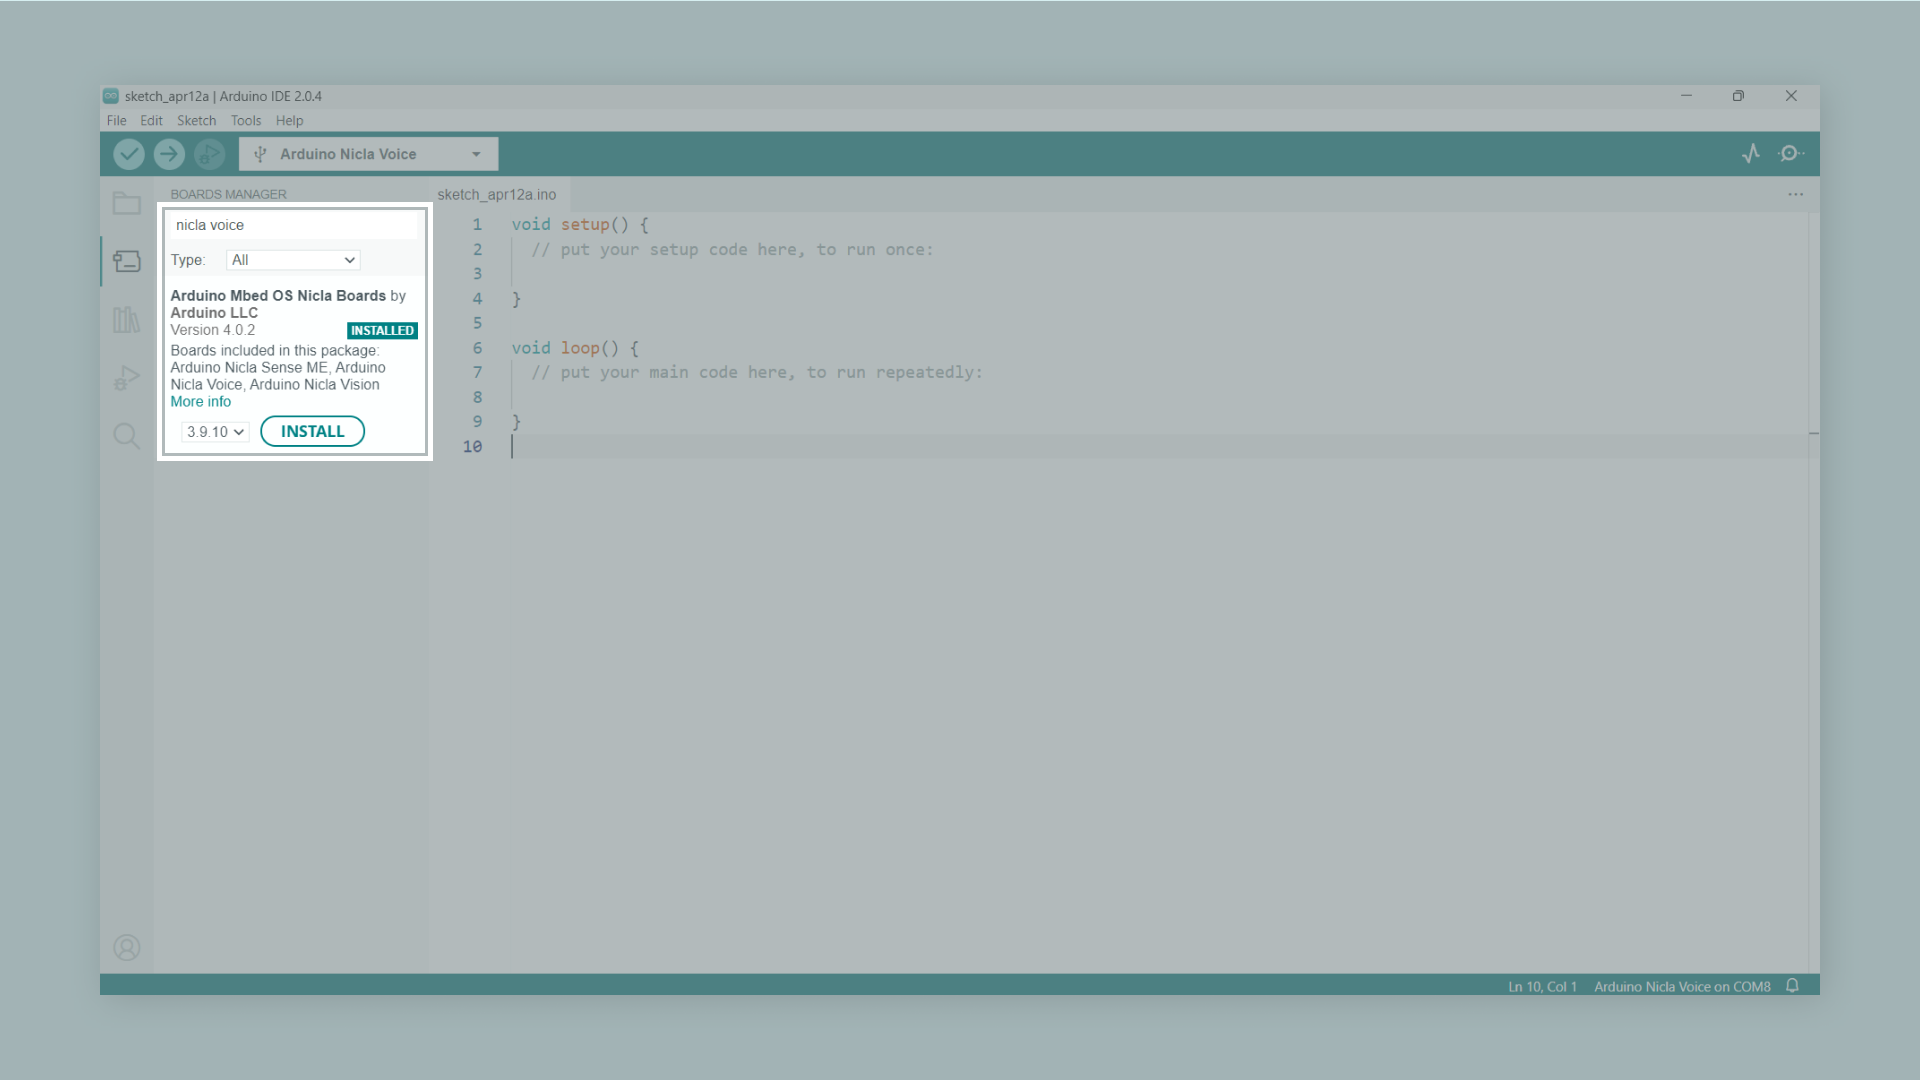 sketch_apr12a | Arduino IDE 2.0.4
File Edit Sketch Tools Help
Arduino Nicla Voice
BOARDS MANAGER
nicla voice
Type: All
Arduino Mbed OS Nicla Boards by
Arduino LLC
Version 4.0.2 INSTALLED
Boards included in this package:
Arduino Nicla Sense ME, Arduino
Nicla Voice, Arduino Nicla Vision
More info
3.9.10 INSTALL
sketch_apr12a.ino
1 void setup() {
2 // put your setup code here, to run once:
3
4 }
5
6 void loop() {
7 // put your main code here, to run repeatedly:
8
9 }
10
Ln 10, Col 1 Arduino Nicla Voice on COM8